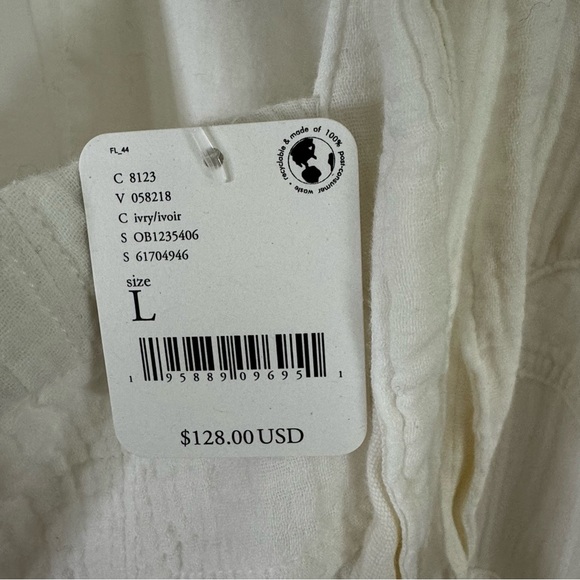 FL_44
recyclable & made of 100% post-consumer waste •
C 8123
V 058218
C ivry/ivoir
S OB1235406
S 61704946
size
L
1 95889 09695 1
$128.00 USD